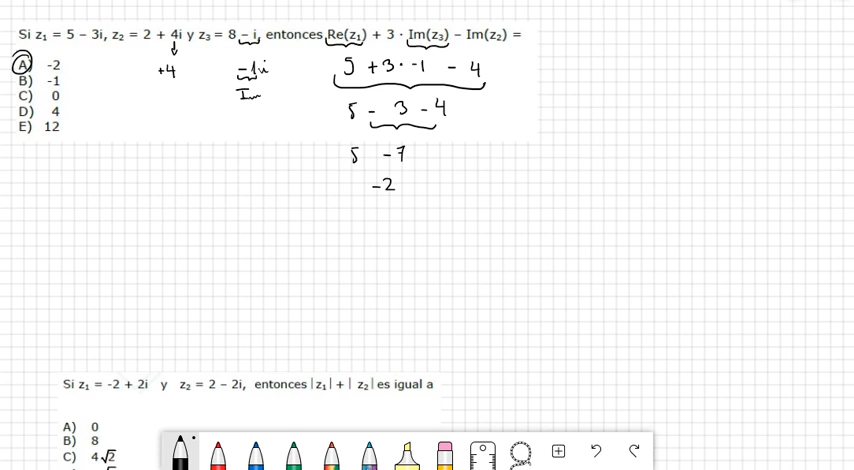 Si z₁ = 5 – 3i, z₂ = 2 + 4i y z₃ = 8 – i, entonces Re(z₁) + 3 · Im(z₃) – Im(z₂) =
A) -2
B) -1
C) 0
D) 4
E) 12
+4
-1i
Im
5 +3·-1 - 4
5 - 3 - 4
5 -7
-2
Si z₁ = -2 + 2i y z₂ = 2 – 2i, entonces |z₁| + | z₂| es igual a
A) 0
B) 8
C) 4√2